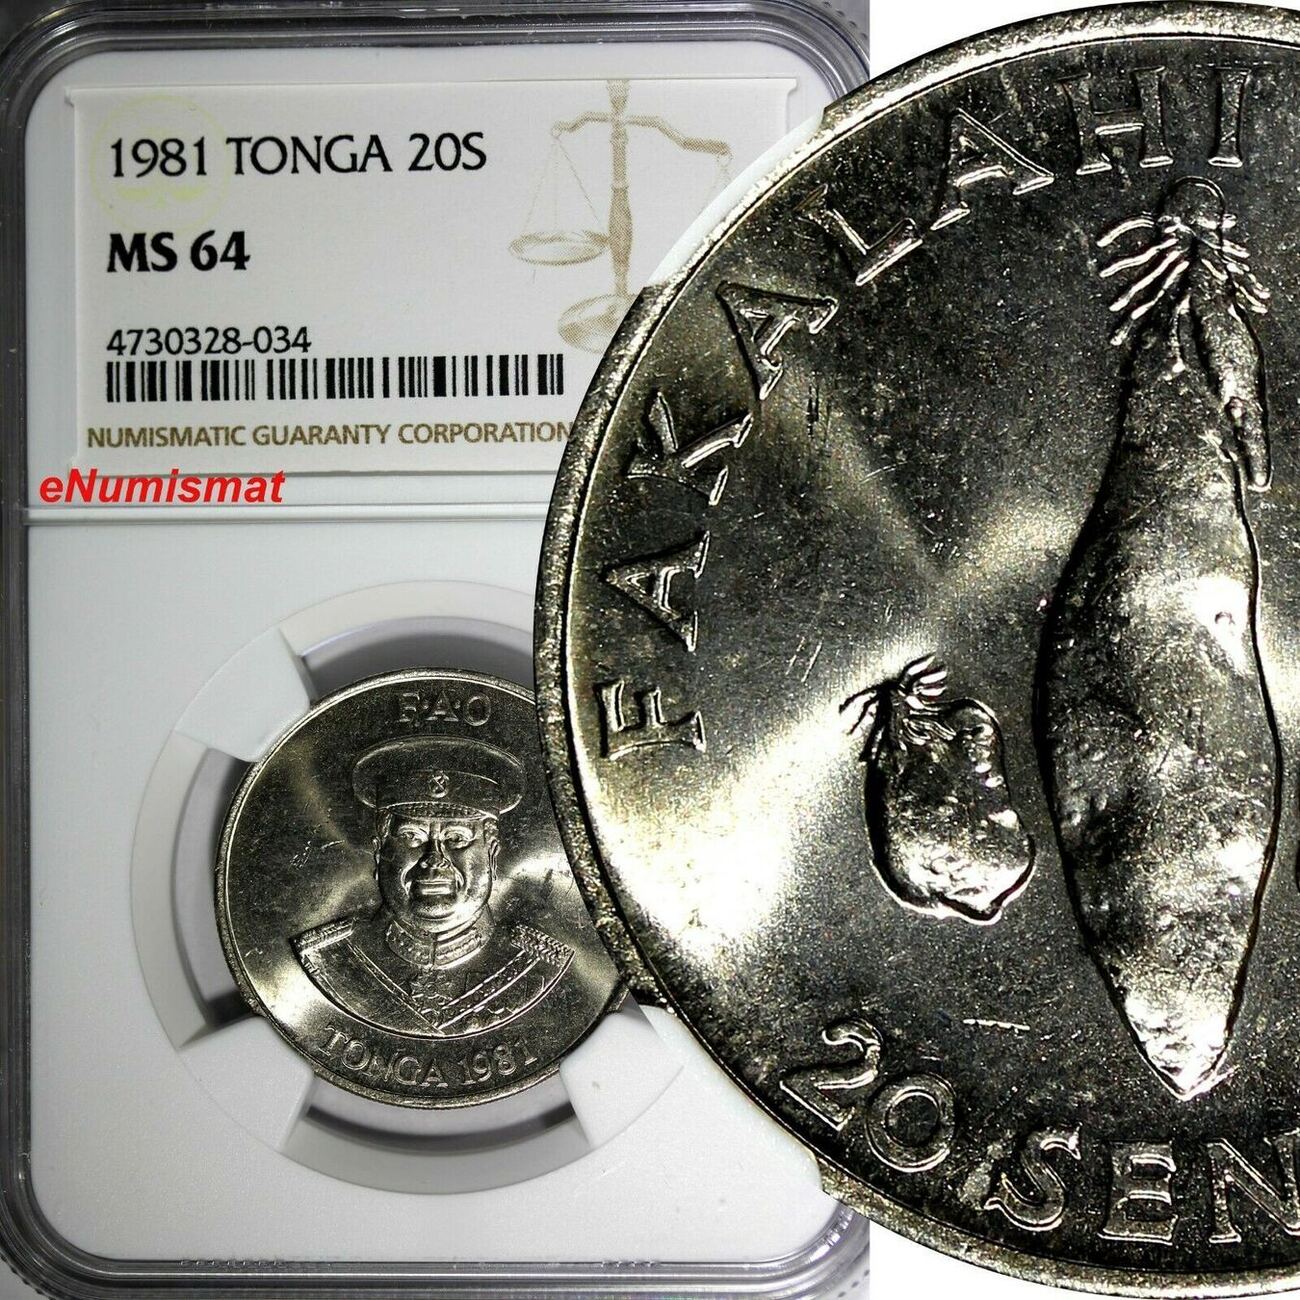 1981 TONGA 20S
MS 64
4730328-034
NUMISMATIC GUARANTY CORPORATION
eNumismat
F·A·O
TONGA 1981
FAKALAHI
20 SEN